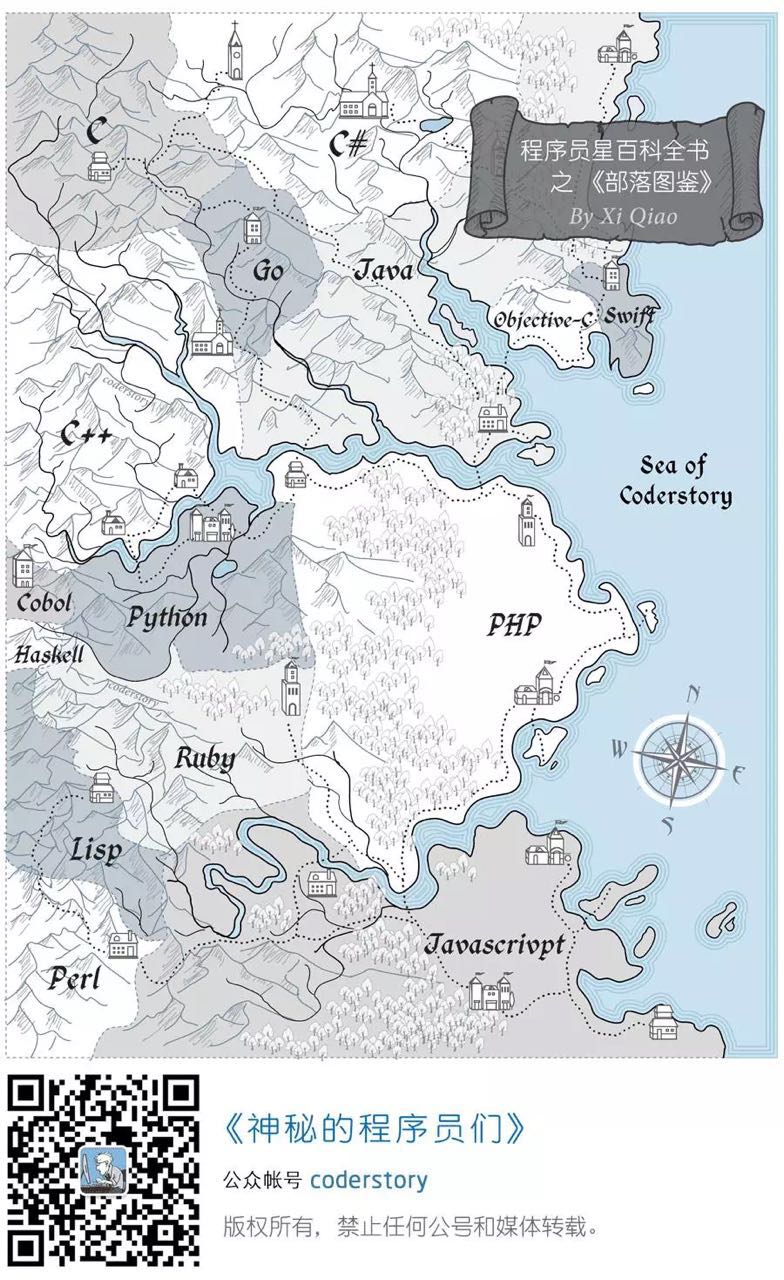 程序员星百科全书
之《部落图鉴》
By Xi Qiao
C
C#
Go
Java
Objective-C
Swift
coderstory
C++
Sea of
Coderstory
Cobol
Python
PHP
Haskell
coderstory
N
W
E
S
Ruby
Lisp
Javascrivpt
Perl
《神秘的程序员们》
公众帐号 coderstory
版权所有，禁止任何公号和媒体转载。